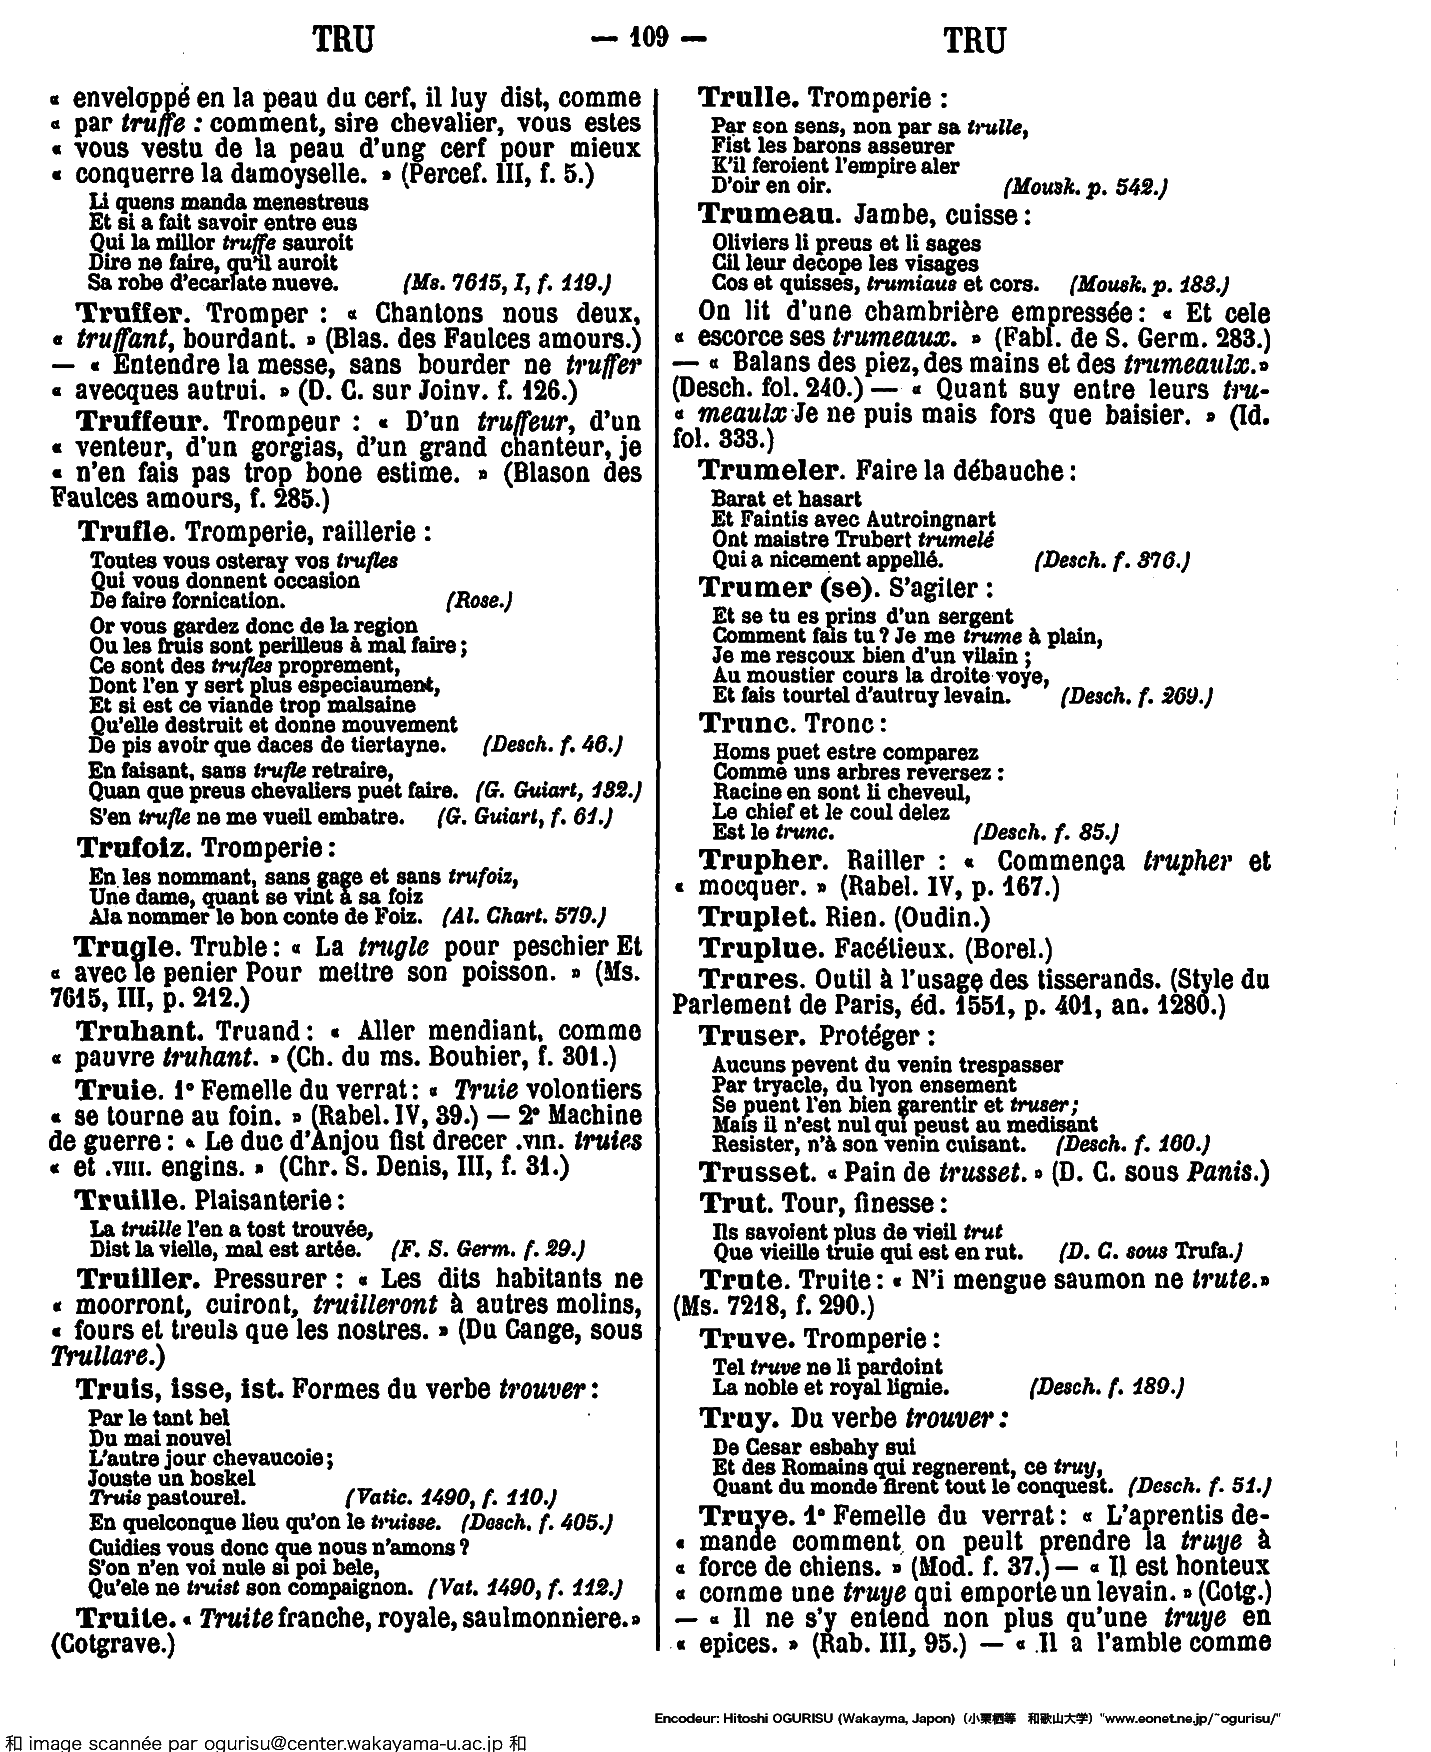 TRU — 109 — TRU
« enveloppé en la peau du cerf, il luy dist, comme
« par truffe : comment, sire chevalier, vous estes
« vous vestu de la peau d'ung cerf pour mieux
« conquerre la damoyselle. » (Percef. III, f. 5.)
Li quens manda menestreus
Et si a fait savoir entre eus
Qui la millor truffe sauroit
Dire ne faire, qu'il auroit
Sa robe d'ecarlate nueve. (Ms. 7615, I, f. 119.)
Truffer. Tromper : « Chantons nous deux,
« truffant, bourdant. » (Blas. des Faulces amours.)
— « Entendre la messe, sans bourder ne truffer
« avecques autrui. » (D. C. sur Joinv. f. 126.)
Truffeur. Trompeur : « D'un truffeur, d'un
« venteur, d'un gorgias, d'un grand chanteur, je
« n'en fais pas trop bone estime. » (Blason des
Faulces amours, f. 285.)
Trufle. Tromperie, raillerie :
Toutes vous osteray vos trufles
Qui vous donnent occasion
De faire fornication. (Rose.)
Or vous gardez donc de la region
Ou les fruis sont perilleus à mal faire ;
Ce sont des trufles proprement,
Dont l'en y sert plus especiaument,
Et si est ce viande trop malsaine
Qu'elle destruit et donne mouvement
De pis avoir que daces de tiertayne. (Desch. f. 46.)
En faisant, sans trufle retraire,
Quan que preus chevaliers puet faire. (G. Guiart, 182.)
S'en trufle ne me vueil embatre. (G. Guiart, f. 61.)
Trufoiz. Tromperie :
En les nommant, sans gage et sans trufoiz,
Une dame, quant se vint à sa foiz
Ala nommer le bon conte de Foiz. (Al. Chart. 579.)
Trugle. Truble : « La trugle pour peschier Et
« avec le penier Pour mettre son poisson. » (Ms.
7615, III, p. 212.)
Truhant. Truand : « Aller mendiant, comme
« pauvre truhant. » (Ch. du ms. Bouhier, f. 301.)
Truie. 1° Femelle du verrat : « Truie volontiers
« se tourne au foin. » (Rabel. IV, 39.) — 2° Machine
de guerre : « Le duc d'Anjou fist drecer .VIII. truies
« et .VIII. engins. » (Chr. S. Denis, III, f. 31.)
Truille. Plaisanterie :
La truille l'en a tost trouvée,
Dist la vielle, mal est artée. (F. S. Germ. f. 29.)
Truiller. Pressurer : « Les dits habitants ne
« moorront, cuiront, truilleront à autres molins,
« fours et treuls que les nostres. » (Du Cange, sous
Trullare.)
Truis, isse, ist. Formes du verbe trouver :
Par le tant bel
Du mai nouvel
L'autre jour chevaucoie ;
Jouste un boskel
Truis pastourel. (Vatic. 1490, f. 110.)
En quelconque lieu qu'on le truisse. (Desch. f. 405.)
Cuidies vous donc que nous n'amons ?
S'on n'en voi nule si poi bele,
Qu'ele ne truist son compaignon. (Vat. 1490, f. 112.)
Truite. « Truite franche, royale, saulmonniere. »
(Cotgrave.)
Trulle. Tromperie :
Par son sens, non par sa trulle,
Fist les barons asseurer
K'il feroient l'empire aler
D'oir en oir. (Mousk. p. 542.)
Trumeau. Jambe, cuisse :
Oliviers li preus et li sages
Cil leur decope les visages
Cos et quisses, trumiaus et cors. (Mousk. p. 183.)
On lit d'une chambrière empressée : « Et cele
« escorce ses trumeaux. » (Fabl. de S. Germ. 283.)
— « Balans des piez, des mains et des trumeaulx. »
(Desch. fol. 240.) — « Quant suy entre leurs tru-
« meaulx Je ne puis mais fors que baisier. » (Id.
fol. 333.)
Trumeler. Faire la débauche :
Barat et hasart
Et Faintis avec Autroingnart
Ont maistre Trubert trumelé
Qui a nicement appellé. (Desch. f. 376.)
Trumer (se). S'agiter :
Et se tu es prins d'un sergent
Comment fais tu ? Je me trume à plain,
Je me rescoux bien d'un vilain ;
Au moustier cours la droite voye,
Et fais tourtel d'autruy levain. (Desch. f. 269.)
Trunc. Tronc :
Homs puet estre comparez
Comme uns arbres reversez :
Racine en sont li cheveul,
Le chief et le coul delez
Est le trunc. (Desch. f. 85.)
Trupher. Railler : « Commença trupher et
« mocquer. » (Rabel. IV, p. 167.)
Truplet. Rien. (Oudin.)
Truplue. Facétieux. (Borel.)
Trures. Outil à l'usage des tisserands. (Style du
Parlement de Paris, éd. 1551, p. 401, an. 1280.)
Truser. Protéger :
Aucuns pevent du venin trespasser
Par tryacle, du lyon ensement
Se puent l'en bien garentir et truser ;
Mais il n'est nul qui peust au medisant
Resister, n'à son venin cuisant. (Desch. f. 160.)
Trusset. « Pain de trusset. » (D. C. sous Panis.)
Trut. Tour, finesse :
Ils savoient plus de vieil trut
Que vieille truie qui est en rut. (D. C. sous Trufa.)
Trute. Truite : « N'i mengue saumon ne trute. »
(Ms. 7218, f. 290.)
Truve. Tromperie :
Tel truve ne li pardoint
La noble et royal lignie. (Desch. f. 189.)
Truy. Du verbe trouver :
De Cesar esbahy sui
Et des Romains qui regnerent, ce truy,
Quant du monde firent tout le conquest. (Desch. f. 51.)
Truye. 1° Femelle du verrat : « L'aprentis de-
« mande comment on peult prendre la truye à
« force de chiens. » (Mod. f. 37.) — « Il est honteux
« comme une truye qui emporte un levain. » (Cotg.)
— « Il ne s'y entend non plus qu'une truye en
« epices. » (Rab. III, 95.) — « Il a l'amble comme
Encodeur: Hitoshi OGURISU (Wakayma, Japon) (小栗栖等 和歌山大学) "www.eonet.ne.jp/~ogurisu/"
和 image scannée par ogurisu@center.wakayama-u.ac.jp 和